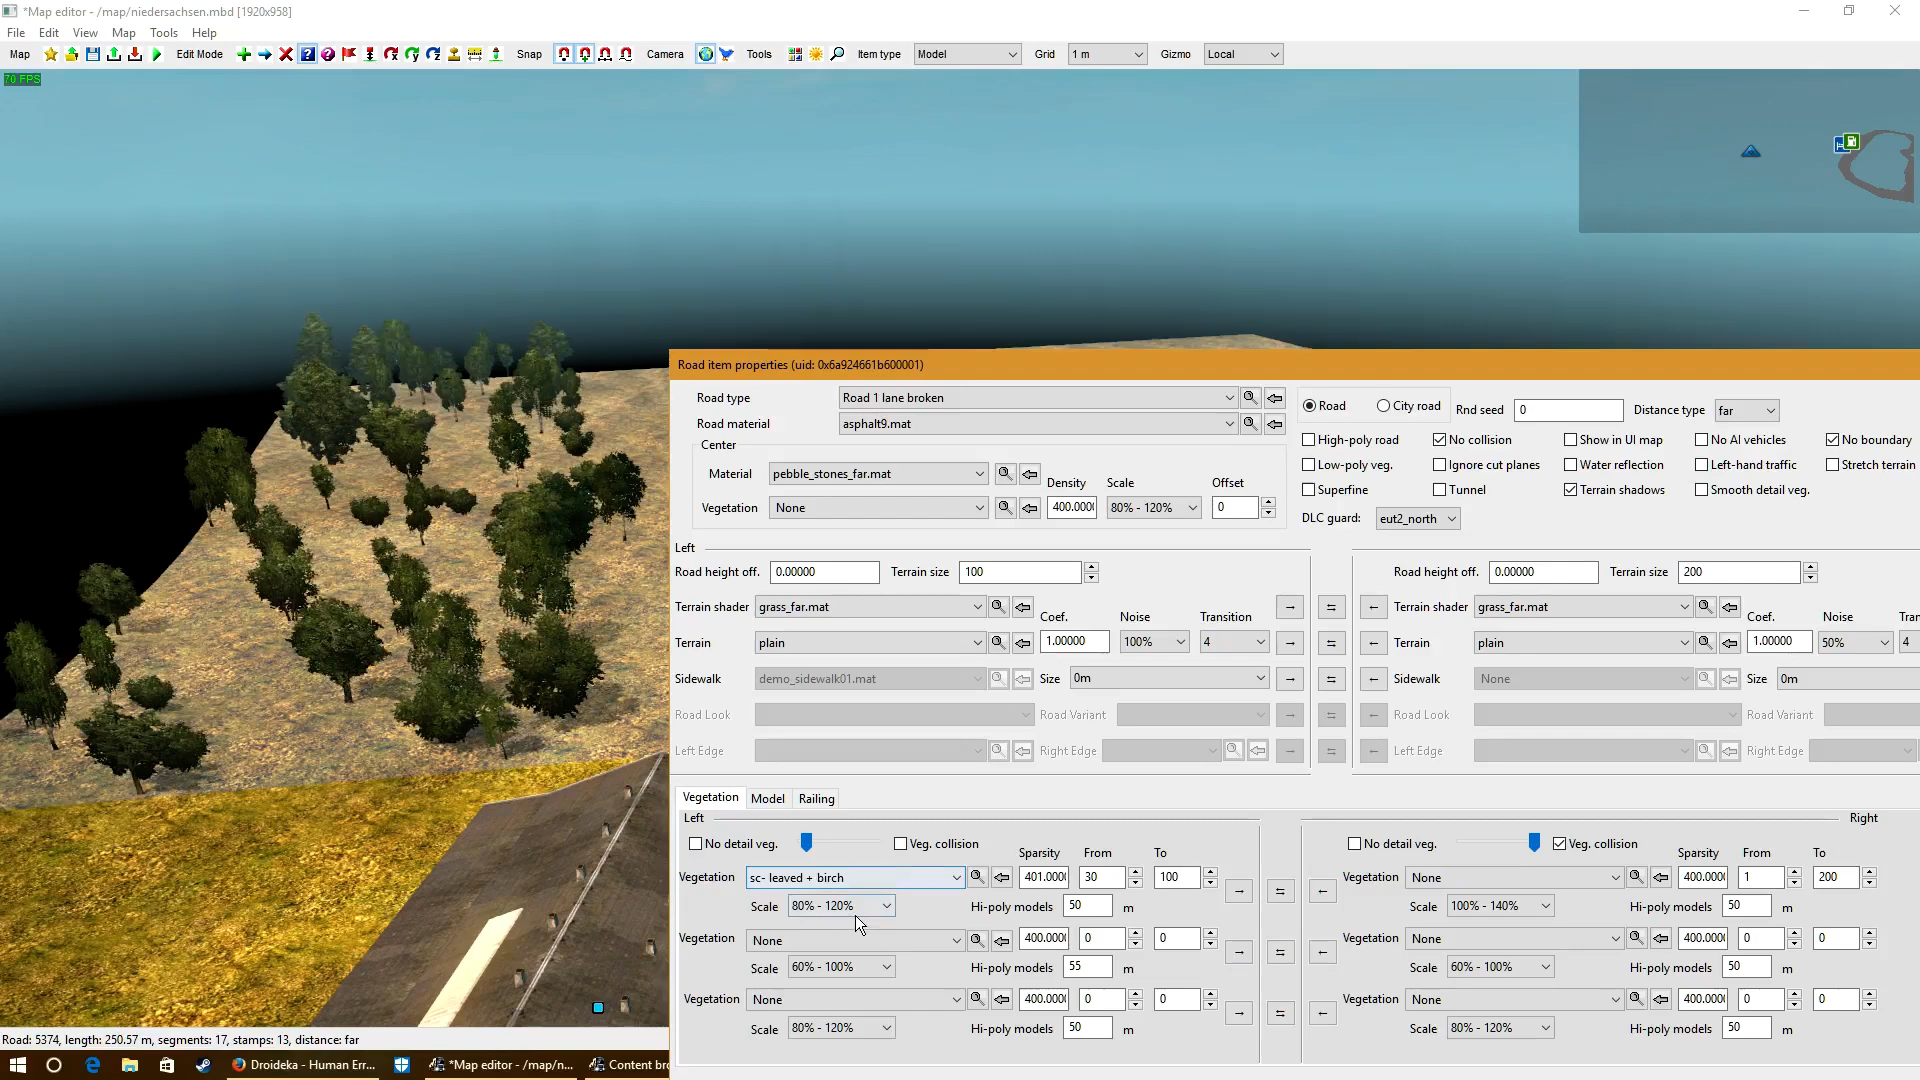 *Map editor - /map/niedersachsen.mbd [1920x958]
File Edit View Map Tools Help
Map Edit Mode Snap Camera Tools Item type Model Grid 1 m Gizmo Local
70 FPS
Road item properties (uid: 0x6a924661b600001)
Road type Road 1 lane broken
Road material asphalt9.mat
Road City road Rnd seed 0 Distance type far
Center
High-poly road No collision Show in UI map No AI vehicles No boundary
Material pebble_stones_far.mat Density Scale Offset
Low-poly veg. Ignore cut planes Water reflection Left-hand traffic Stretch terrain
Superfine Tunnel Terrain shadows Smooth detail veg.
Vegetation None 400.000 80% - 120% 0
DLC guard: eut2_north
Left
Road height off. 0.00000 Terrain size 100 Road height off. 0.00000 Terrain size 200
Terrain shader grass_far.mat Coef. Noise Transition Terrain shader grass_far.mat Coef. Noise
Terrain plain 1.00000 100% 4 Terrain plain 1.00000 50% 4
Sidewalk demo_sidewalk01.mat Size 0m Sidewalk None Size 0m
Road Look Road Variant Road Look Road Variant
Left Edge Right Edge Left Edge Right Edge
Vegetation Model Railing
Left Right
No detail veg. Veg. collision Sparsity From To No detail veg. Veg. collision Sparsity From To
Vegetation sc- leaved + birch 401.000 30 100 Vegetation None 400.000 1 200
Scale 80% - 120% Hi-poly models 50 m Scale 100% - 140% Hi-poly models 50 m
Vegetation None 400.000 0 0 Vegetation None 400.000 0 0
Scale 60% - 100% Hi-poly models 55 m Scale 60% - 100% Hi-poly models 50 m
Vegetation None 400.000 0 0 Vegetation None 400.000 0 0
Scale 80% - 120% Hi-poly models 50 m Scale 80% - 120% Hi-poly models 50 m
Road: 5374, length: 250.57 m, segments: 17, stamps: 13, distance: far
Droideka - Human Err... *Map editor - /map/n... Content bro